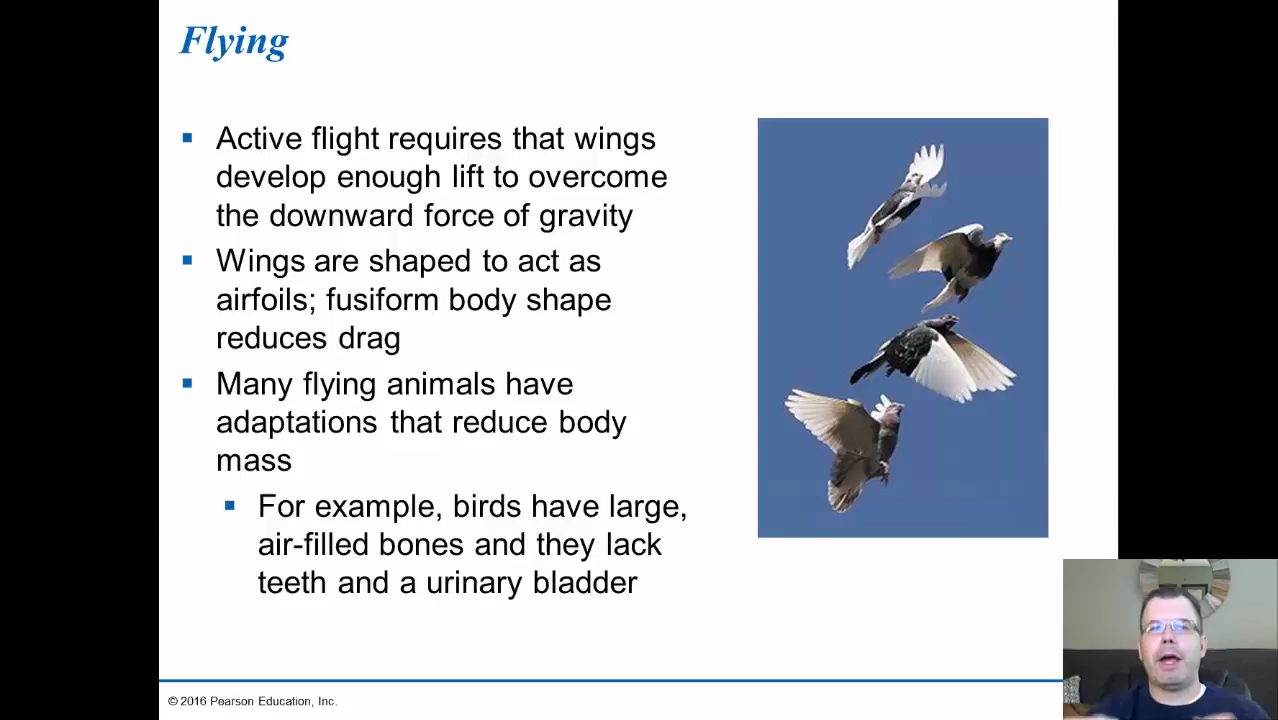 Flying
Active flight requires that wings
develop enough lift to overcome
the downward force of gravity
Wings are shaped to act as
airfoils; fusiform body shape
reduces drag
Many flying animals have
adaptations that reduce body
mass
For example, birds have large,
air-filled bones and they lack
teeth and a urinary bladder
© 2016 Pearson Education, Inc.